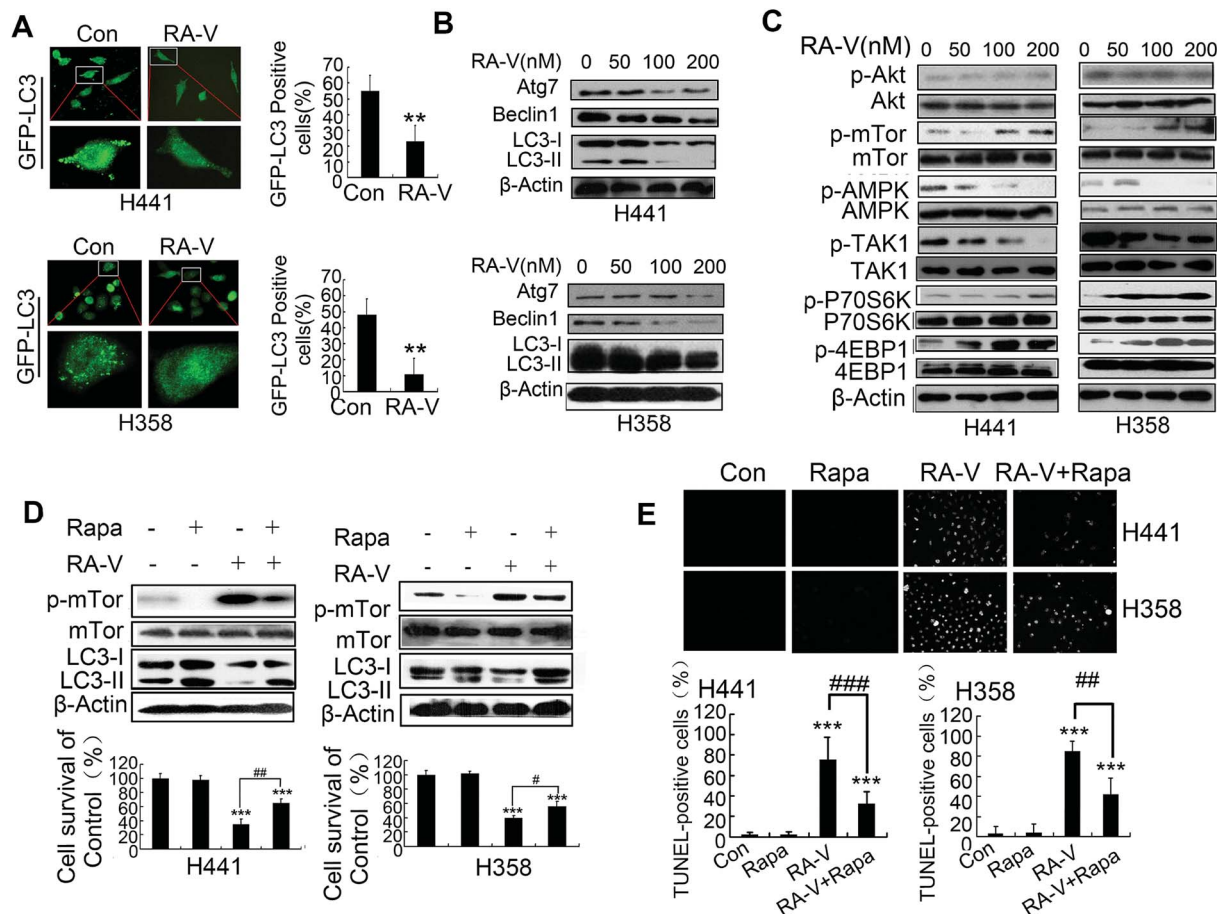 A
Con RA-V
GFP-LC3
H441
GFP-LC3 Positive
cells(%)
70
60
50
40
30
20
10
0
**
Con RA-V
Con RA-V
GFP-LC3
H358
GFP-LC3 Positive
cells(%)
70
60
50
40
30
20
10
0
**
Con RA-V
B
RA-V(nM) 0 50 100 200
Atg7
Beclin1
LC3-I
LC3-II
β-Actin
H441
RA-V(nM) 0 50 100 200
Atg7
Beclin1
LC3-I
LC3-II
β-Actin
H358
C
RA-V(nM) 0 50 100 200 0 50 100 200
p-Akt
Akt
p-mTor
mTor
p-AMPK
AMPK
p-TAK1
TAK1
p-P70S6K
P70S6K
p-4EBP1
4EBP1
β-Actin
H441 H358
D
Rapa - + - +
RA-V - - + +
p-mTor
mTor
LC3-I
LC3-II
β-Actin
Cell survival of
Control (%)
120
100
80
60
40
20
0
***
##
***
H441
Rapa - + - +
RA-V - - + +
p-mTor
mTor
LC3-I
LC3-II
β-Actin
Cell survival of
Control (%)
120
100
80
60
40
20
0
***
#
***
H358
E
Con Rapa RA-V RA-V+Rapa
H441
H358
TUNEL-positive cells (%)
H441
120
100
80
60
40
20
0
***
###
***
Con Rapa RA-V RA-V+Rapa
TUNEL-positive cells (%)
H358
120
100
80
60
40
20
0
***
##
***
Con Rapa RA-V RA-V+Rapa